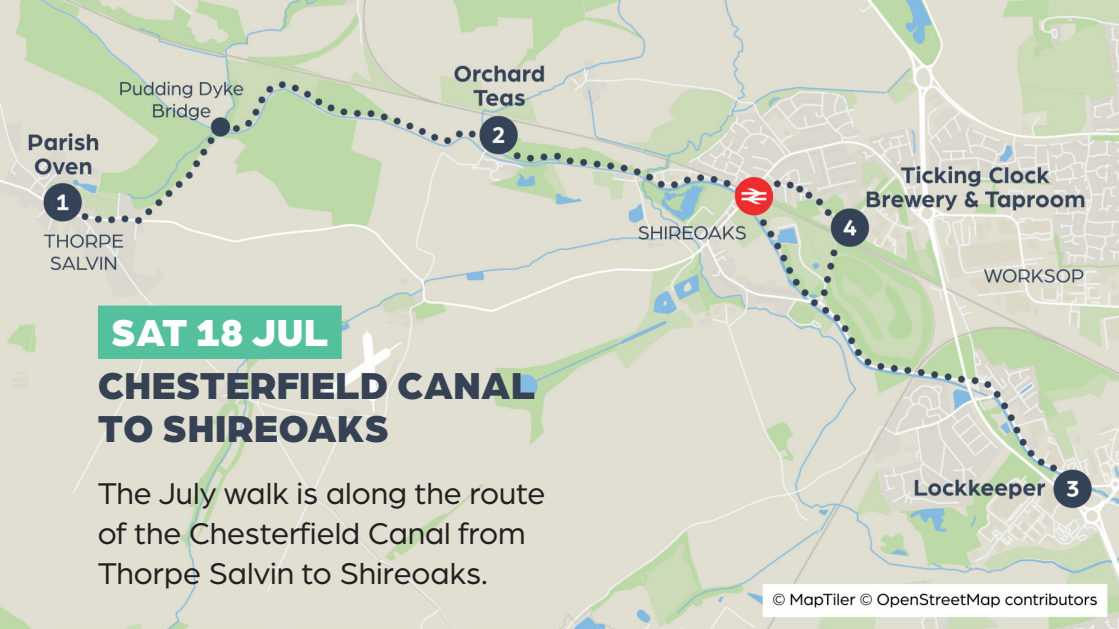 Orchard
Teas
Pudding Dyke
Bridge
2
Parish
Oven
1
THORPE
SALVIN
Ticking Clock
Brewery & Taproom
4
SHIREOAKS
WORKSOP
SAT 18 JUL
CHESTERFIELD CANAL
TO SHIREOAKS
The July walk is along the route
of the Chesterfield Canal from
Thorpe Salvin to Shireoaks.
Lockkeeper 3
© MapTiler © OpenStreetMap contributors